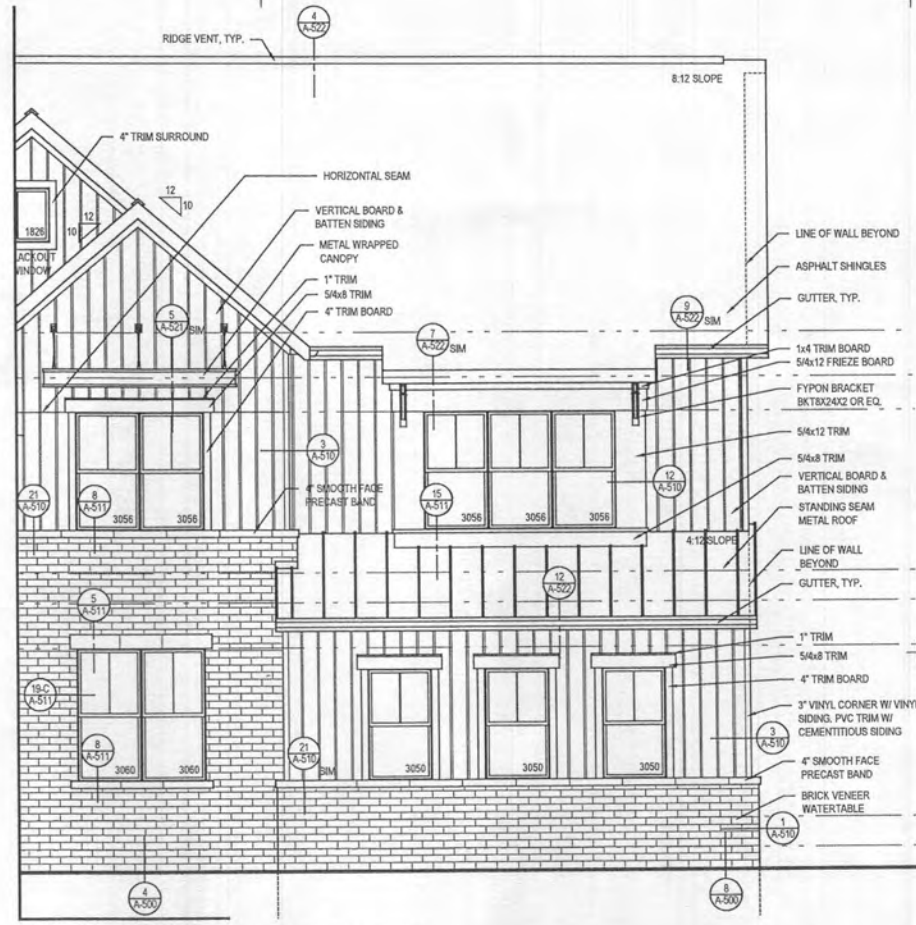 4
A-522
RIDGE VENT, TYP.
8:12 SLOPE
4" TRIM SURROUND
HORIZONTAL SEAM
12
10
VERTICAL BOARD &
BATTEN SIDING
1826
12
10
LACKOUT
WINDOW
METAL WRAPPED
CANOPY
LINE OF WALL BEYOND
ASPHALT SHINGLES
1" TRIM
5/4x8 TRIM
4" TRIM BOARD
GUTTER, TYP.
5
A-521
SIM
7
A-522
SIM
9
A-522
SIM
1x4 TRIM BOARD
5/4x12 FRIEZE BOARD
FYPON BRACKET
BKT8X24X2 OR EQ.
5/4x12 TRIM
3
A-510
5/4x8 TRIM
12
A-510
VERTICAL BOARD &
BATTEN SIDING
21
A-510
8
A-511
4" SMOOTH FACE
PRECAST BAND
15
A-511
STANDING SEAM
METAL ROOF
3056
3056
3056
3056
3056
4:12 SLOPE
LINE OF WALL
BEYOND
12
A-522
GUTTER, TYP.
5
A-511
1" TRIM
5/4x8 TRIM
4" TRIM BOARD
19-C
A-511
3" VINYL CORNER W/ VINYL
SIDING. PVC TRIM W/
CEMENTITIOUS SIDING
3
A-510
8
A-511
21
A-510
SIM
3060
3060
3050
3050
3050
4" SMOOTH FACE
PRECAST BAND
BRICK VENEER
WATERTABLE
1
A-510
4
A-500
8
A-500